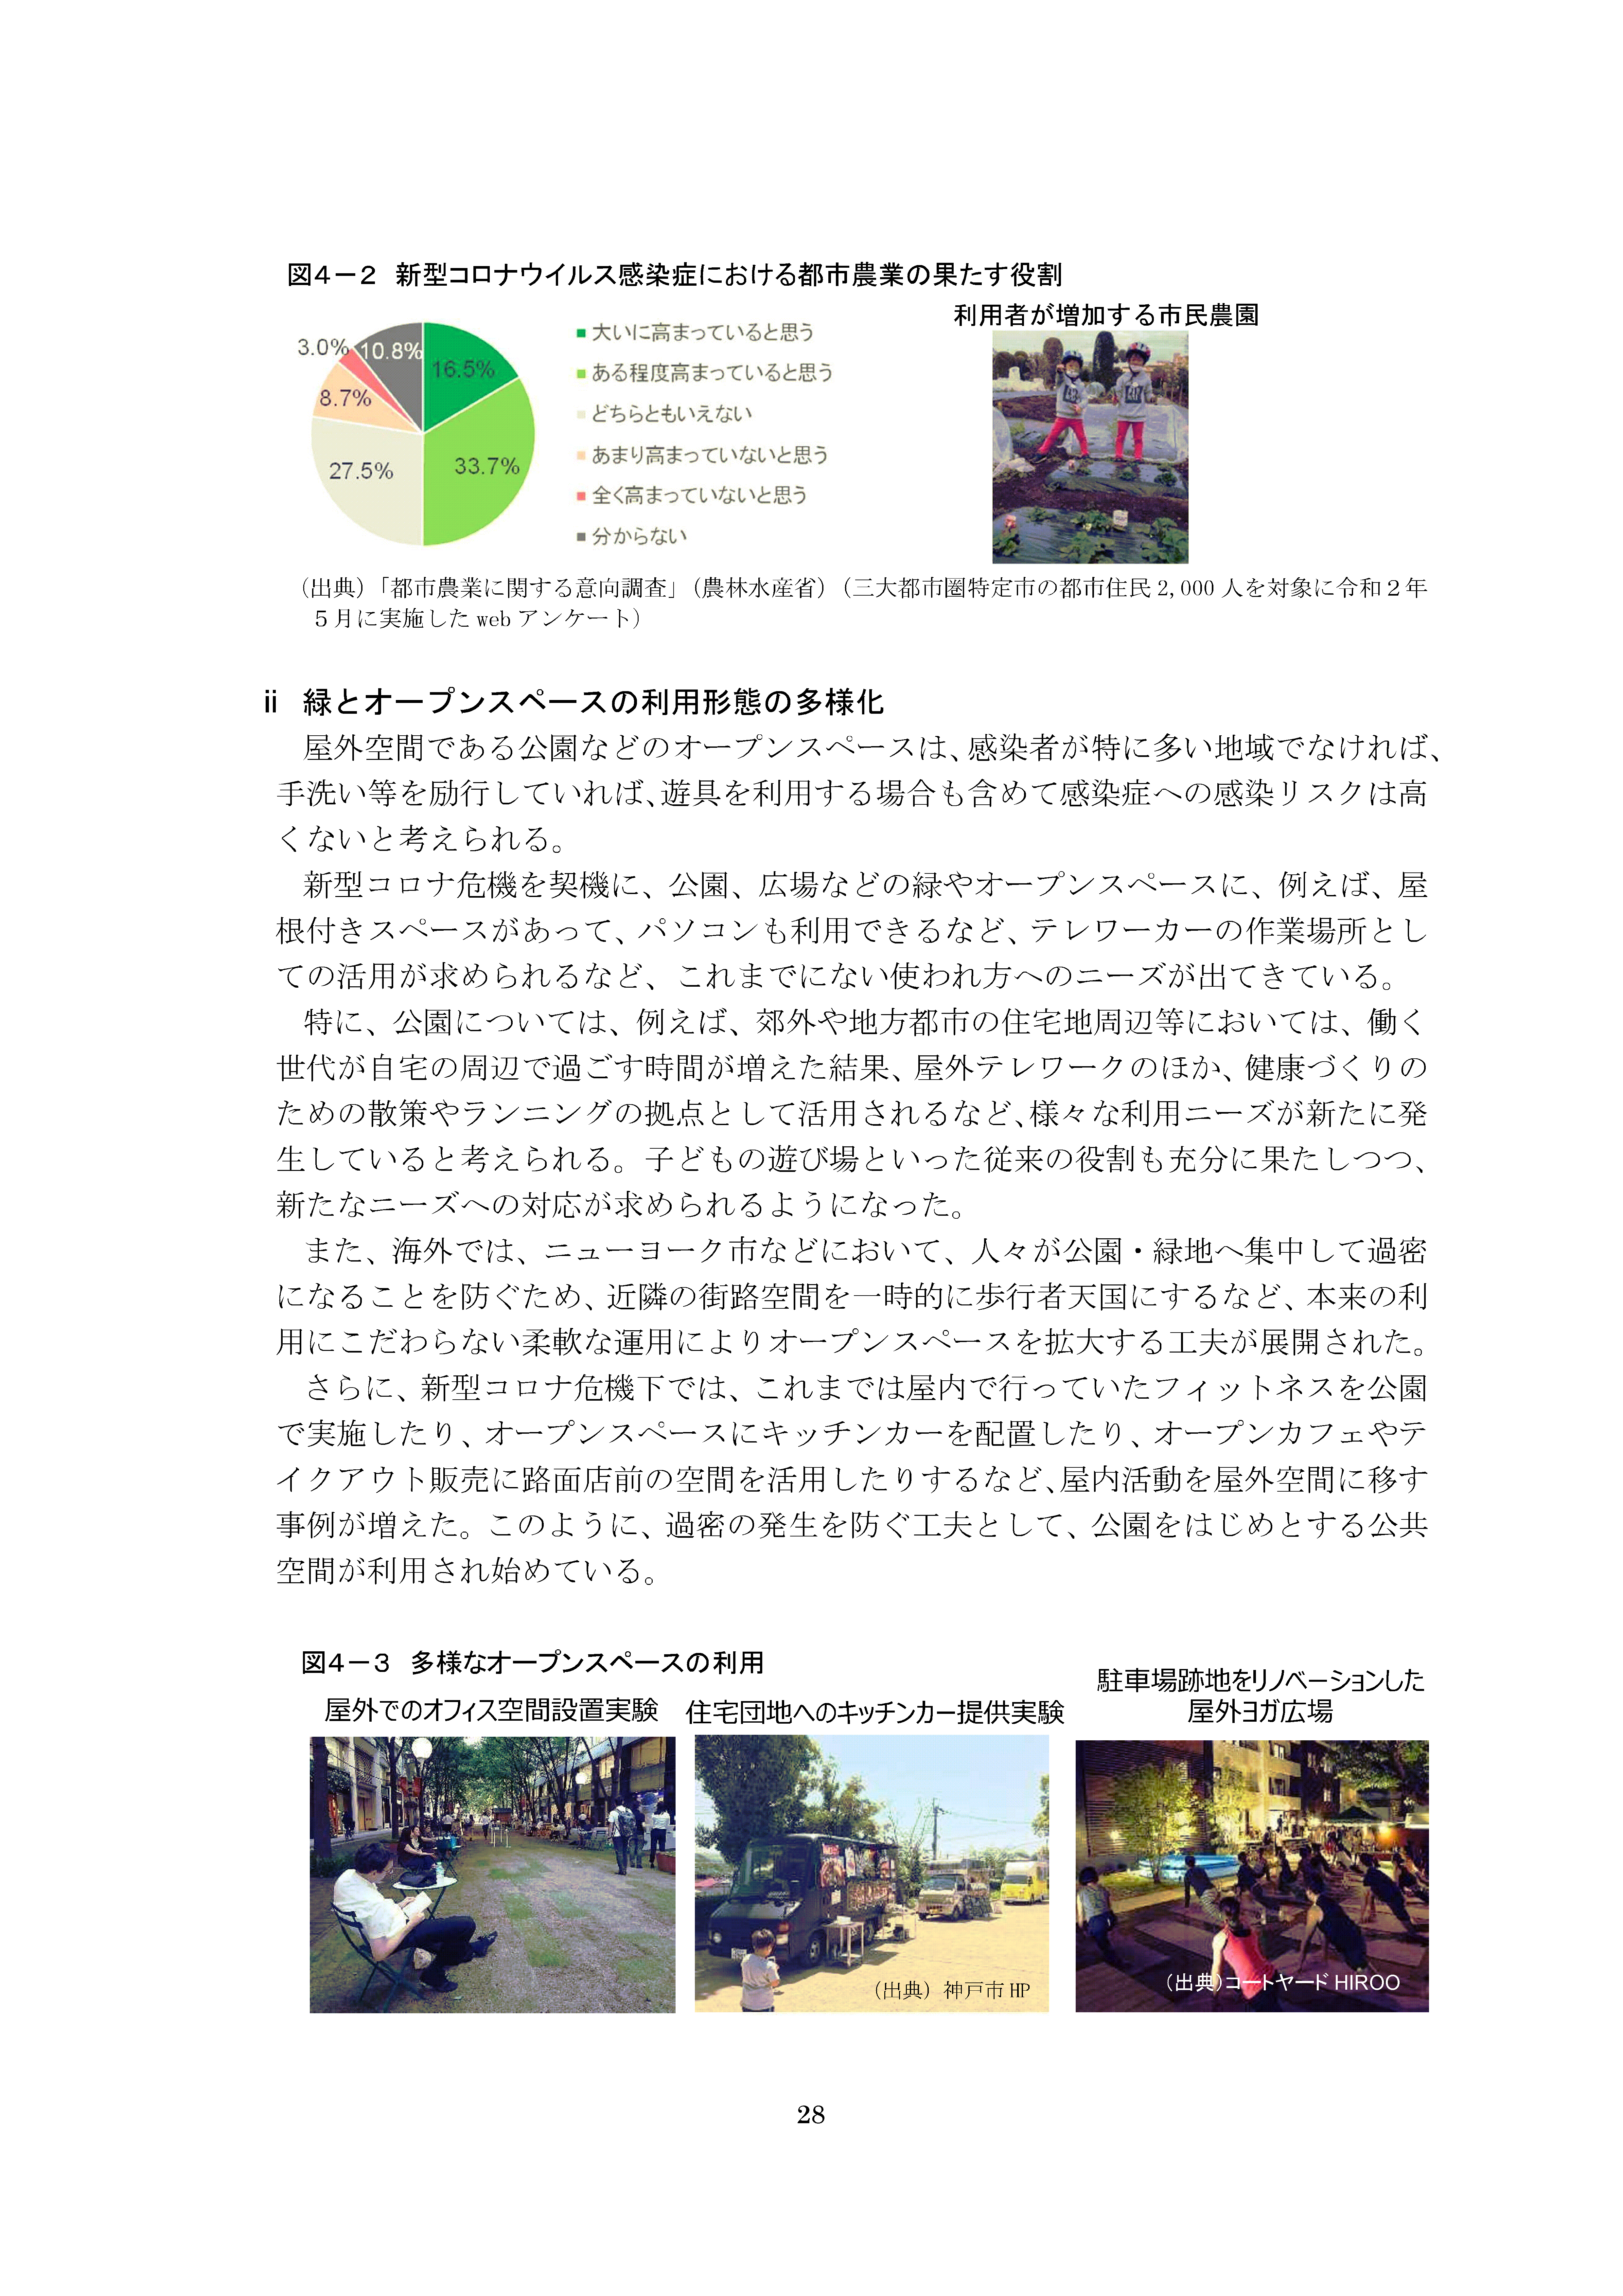 図4－2 新型コロナウイルス感染症における都市農業の果たす役割
利用者が増加する市民農園
3.0%
10.8%
16.5%
8.7%
27.5%
33.7%
大いに高まっていると思う
ある程度高まっていると思う
どちらともいえない
あまり高まっていないと思う
全く高まっていないと思う
分からない
（出典）「都市農業に関する意向調査」（農林水産省）（三大都市圏特定市の都市住民 2,000 人を対象に令和２年
５月に実施した web アンケート）
ⅱ 緑とオープンスペースの利用形態の多様化
屋外空間である公園などのオープンスペースは、感染者が特に多い地域でなければ、
手洗い等を励行していれば、遊具を利用する場合も含めて感染症への感染リスクは高
くないと考えられる。
新型コロナ危機を契機に、公園、広場などの緑やオープンスペースに、例えば、屋
根付きスペースがあって、パソコンも利用できるなど、テレワーカーの作業場所とし
ての活用が求められるなど、これまでにない使われ方へのニーズが出てきている。
特に、公園については、例えば、郊外や地方都市の住宅地周辺等においては、働く
世代が自宅の周辺で過ごす時間が増えた結果、屋外テレワークのほか、健康づくりの
ための散策やランニングの拠点として活用されるなど、様々な利用ニーズが新たに発
生していると考えられる。子どもの遊び場といった従来の役割も充分に果たしつつ、
新たなニーズへの対応が求められるようになった。
また、海外では、ニューヨーク市などにおいて、人々が公園・緑地へ集中して過密
になることを防ぐため、近隣の街路空間を一時的に歩行者天国にするなど、本来の利
用にこだわらない柔軟な運用によりオープンスペースを拡大する工夫が展開された。
さらに、新型コロナ危機下では、これまでは屋内で行っていたフィットネスを公園
で実施したり、オープンスペースにキッチンカーを配置したり、オープンカフェやテ
イクアウト販売に路面店前の空間を活用したりするなど、屋内活動を屋外空間に移す
事例が増えた。このように、過密の発生を防ぐ工夫として、公園をはじめとする公共
空間が利用され始めている。
図4－3 多様なオープンスペースの利用
屋外でのオフィス空間設置実験
住宅団地へのキッチンカー提供実験
駐車場跡地をリノベーションした
屋外ヨガ広場
（出典）神戸市 HP
（出典）コートヤード HIROO
28